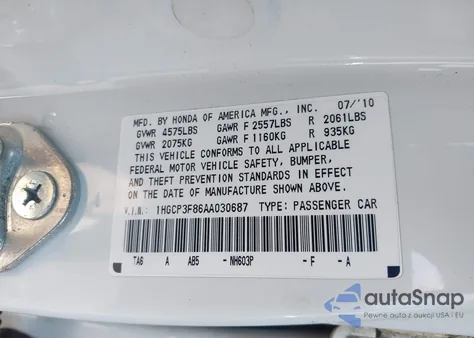 MFD. BY HONDA OF AMERICA MFG., INC. 07/'10
GVWR 4575LBS GAWR F 2557LBS R 2061LBS
GVWR 2075KG GAWR F 1160KG R 935KG
THIS VEHICLE CONFORMS TO ALL APPLICABLE
FEDERAL MOTOR VEHICLE SAFETY, BUMPER,
AND THEFT PREVENTION STANDARDS IN EFFECT
ON THE DATE OF MANUFACTURE SHOWN ABOVE.
V.I.N.: 1HGCP3F86AA030687 TYPE: PASSENGER CAR
TA6 A AB5 -NH603P -F -A
autoSnap
Pewne auta z aukcji USA i EU